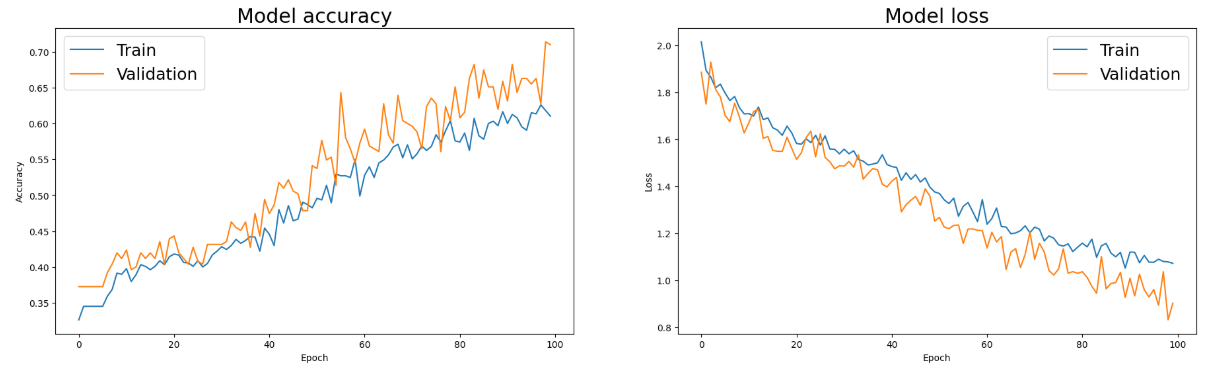 Model accuracy
Train
Validation
0.70
0.65
0.60
0.55
0.50
0.45
0.40
0.35
Accuracy
0
20
40
60
80
100
Epoch
Model loss
Train
Validation
2.0
1.8
1.6
1.4
1.2
1.0
0.8
Loss
0
20
40
60
80
100
Epoch